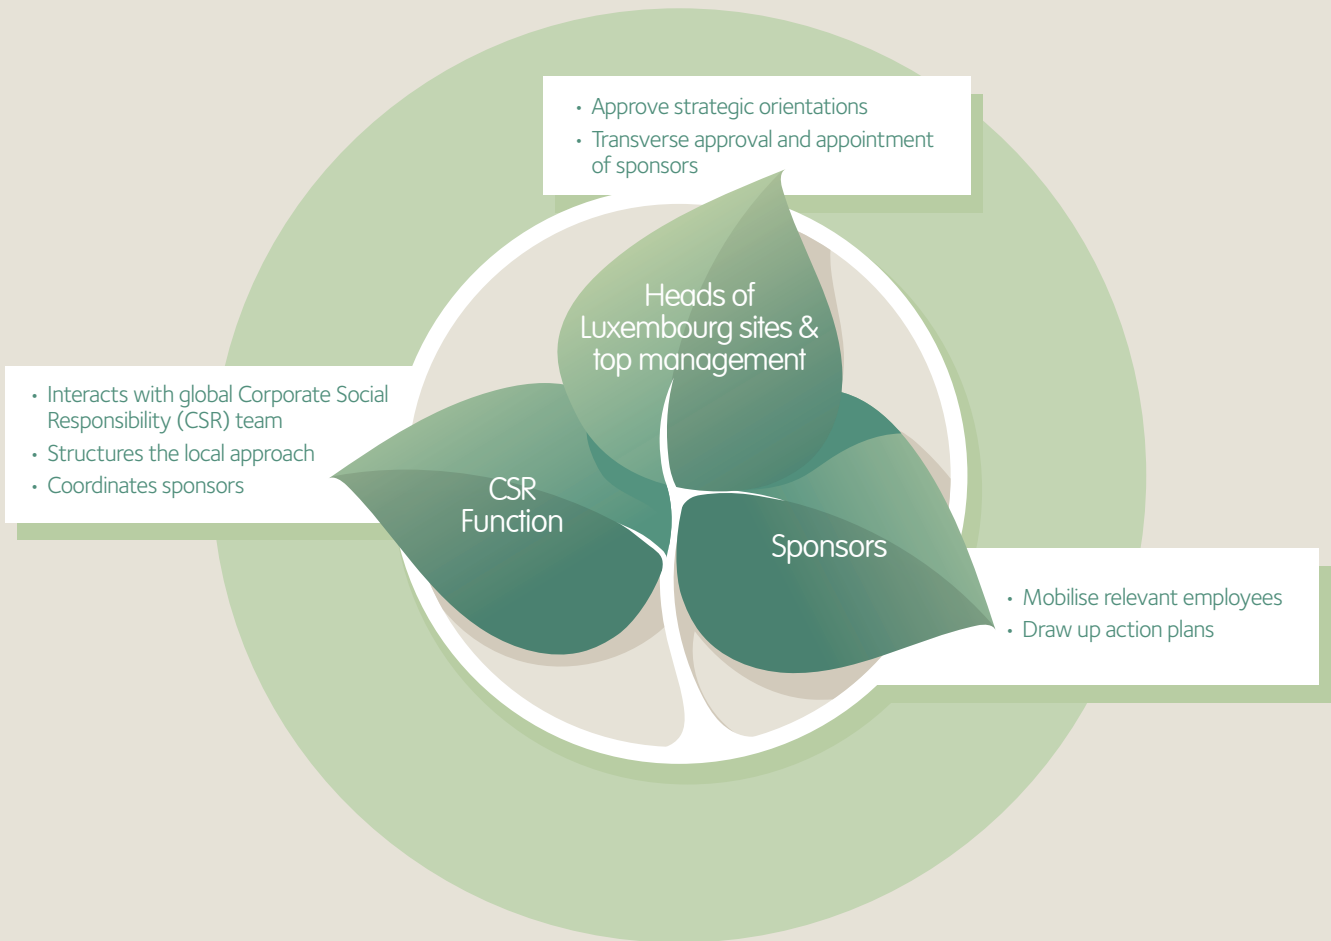 • Approve strategic orientations
• Transverse approval and appointment
of sponsors
Heads of
Luxembourg sites &
top management
• Interacts with global Corporate Social
Responsibility (CSR) team
• Structures the local approach
• Coordinates sponsors
CSR
Function
Sponsors
• Mobilise relevant employees
• Draw up action plans